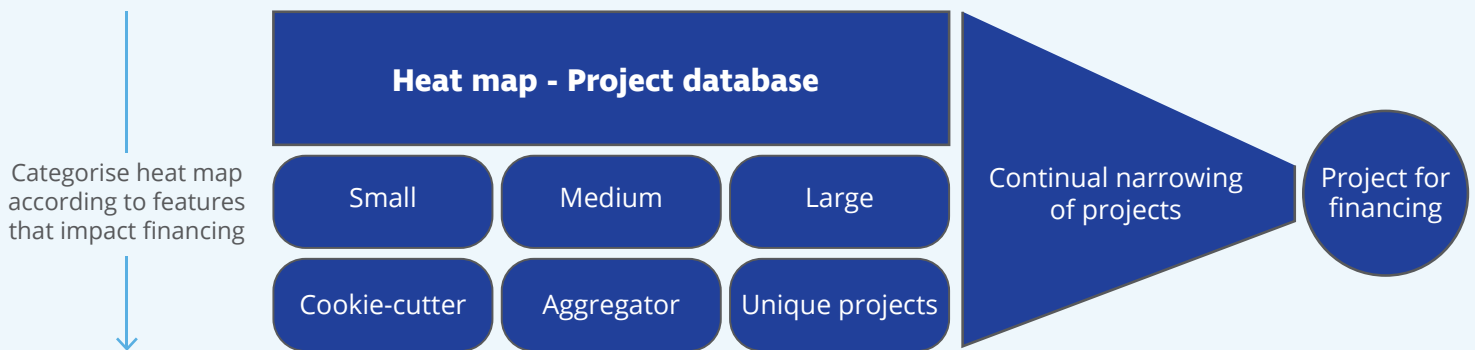 Heat map - Project database
Categorise heat map
according to features
that impact financing
Small
Medium
Large
Cookie-cutter
Aggregator
Unique projects
Continual narrowing
of projects
Project for
financing